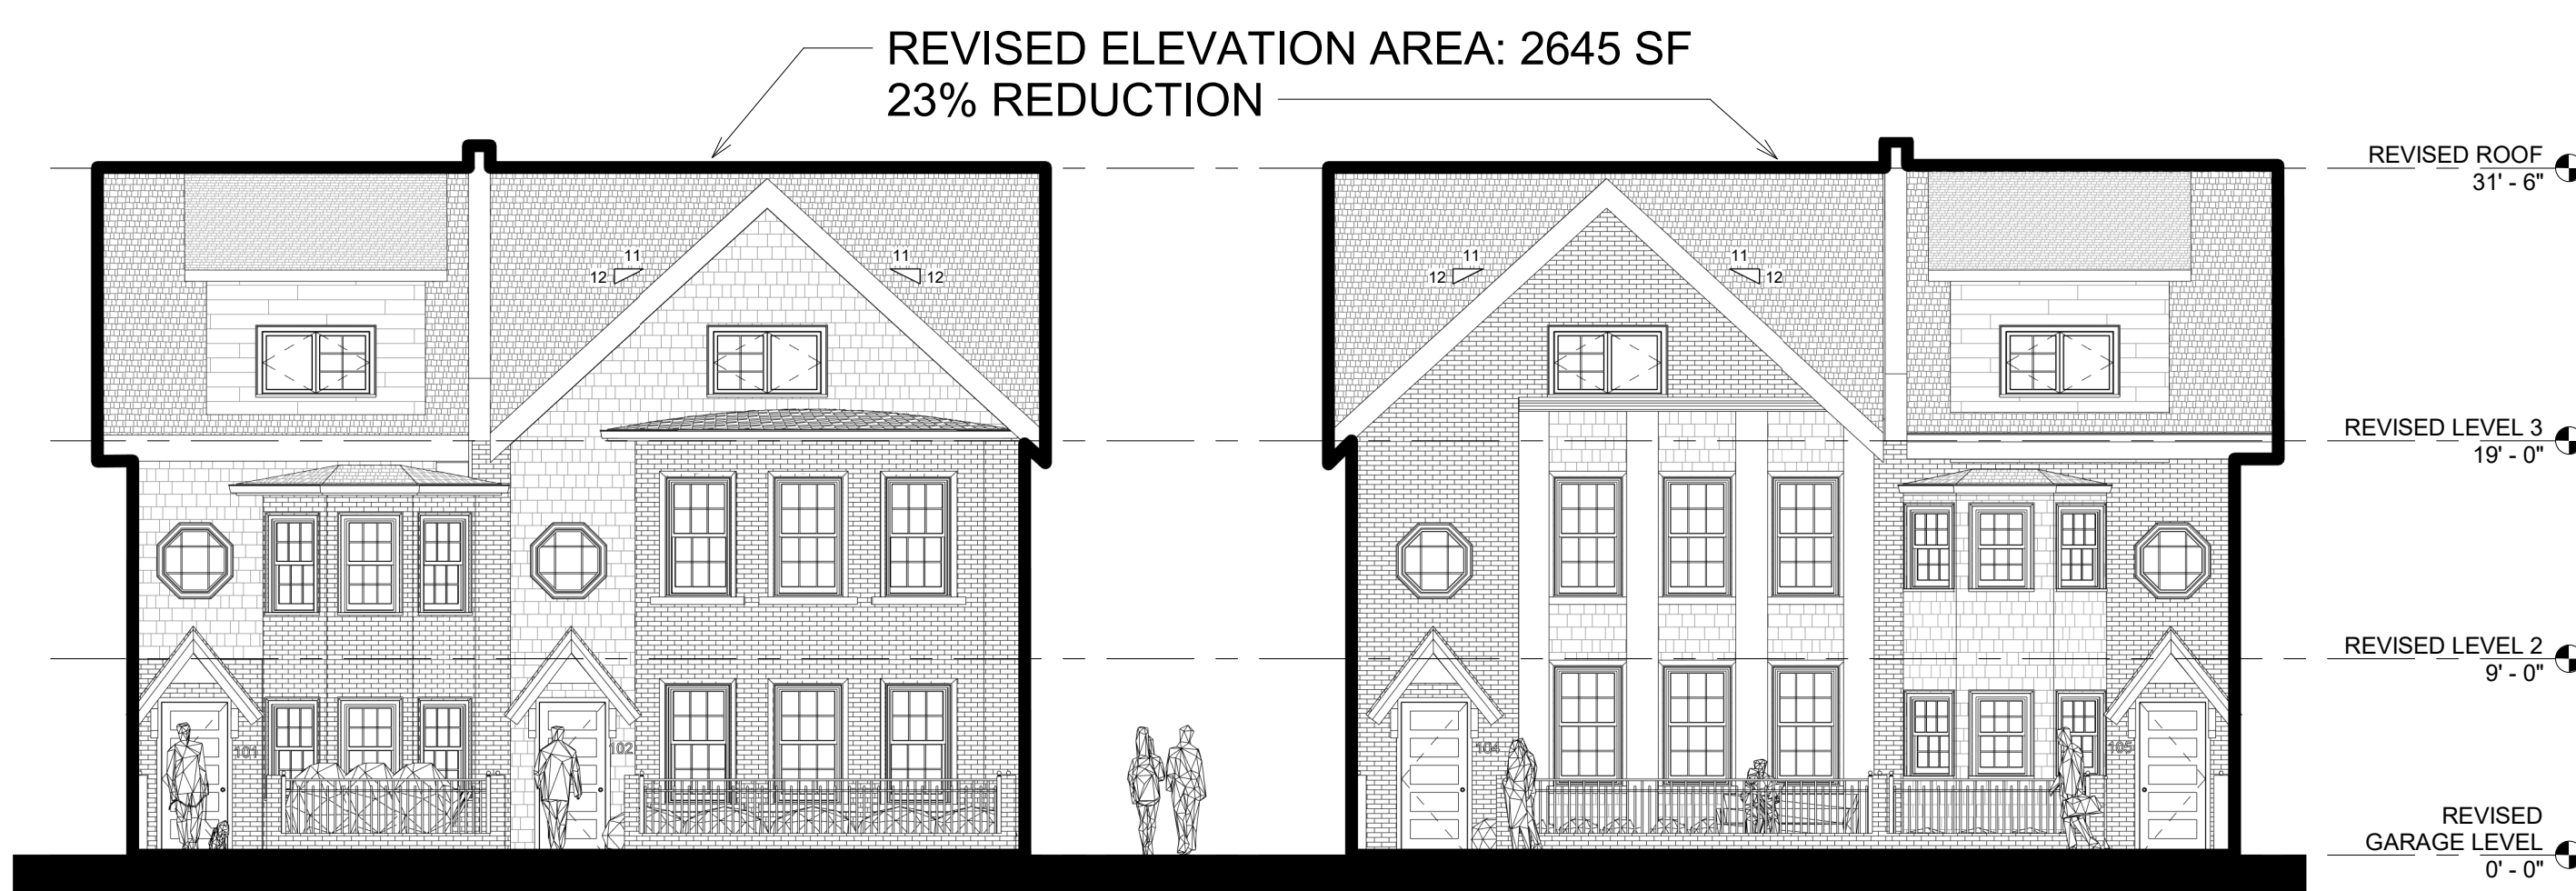 REVISED ELEVATION AREA: 2645 SF
23% REDUCTION
REVISED ROOF
31' - 6"
11
12
11
12
11
12
11
12
REVISED LEVEL 3
19' - 0"
REVISED LEVEL 2
9' - 0"
101
102
104
105
REVISED
GARAGE LEVEL
0' - 0"